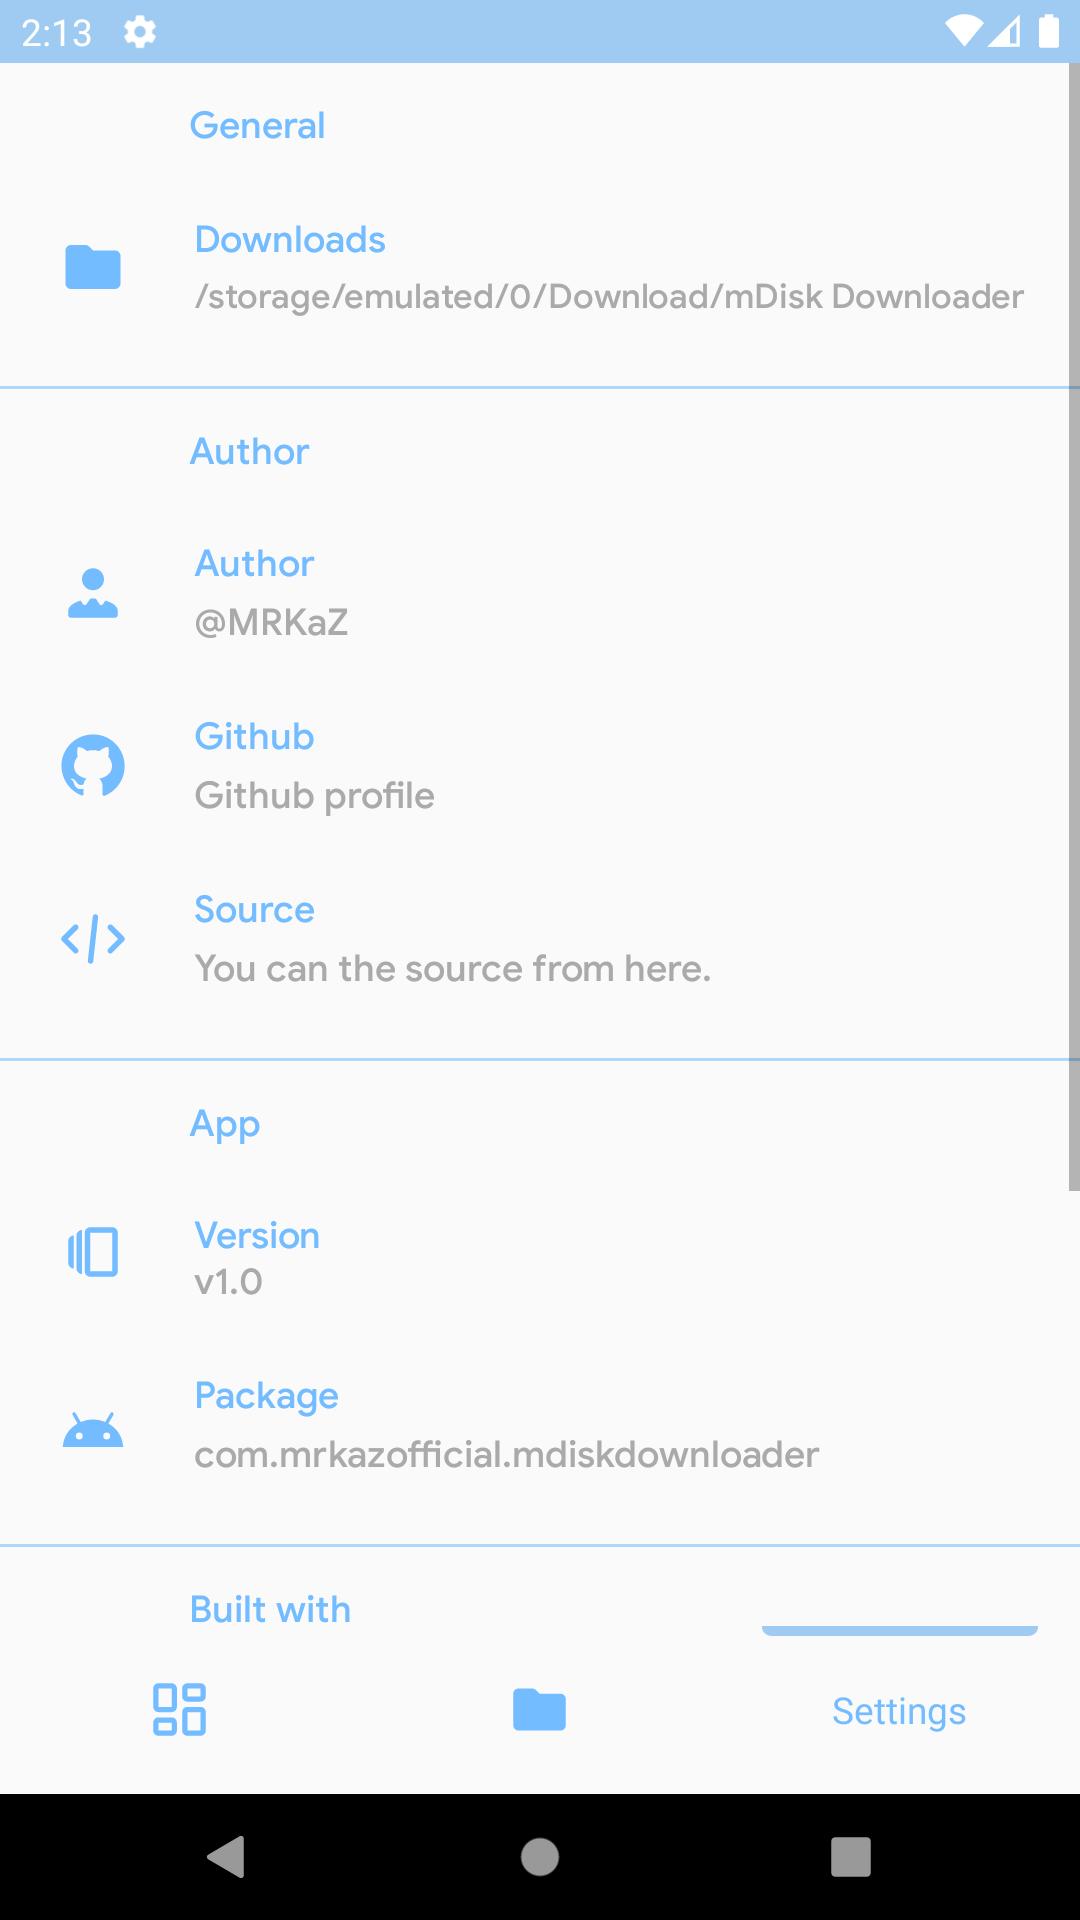 2:13
General
Downloads
/storage/emulated/0/Download/mDisk Downloader
Author
Author
@MRKaZ
Github
Github profile
Source
You can the source from here.
App
Version
v1.0
Package
com.mrkazofficial.mdiskdownloader
Built with
Settings